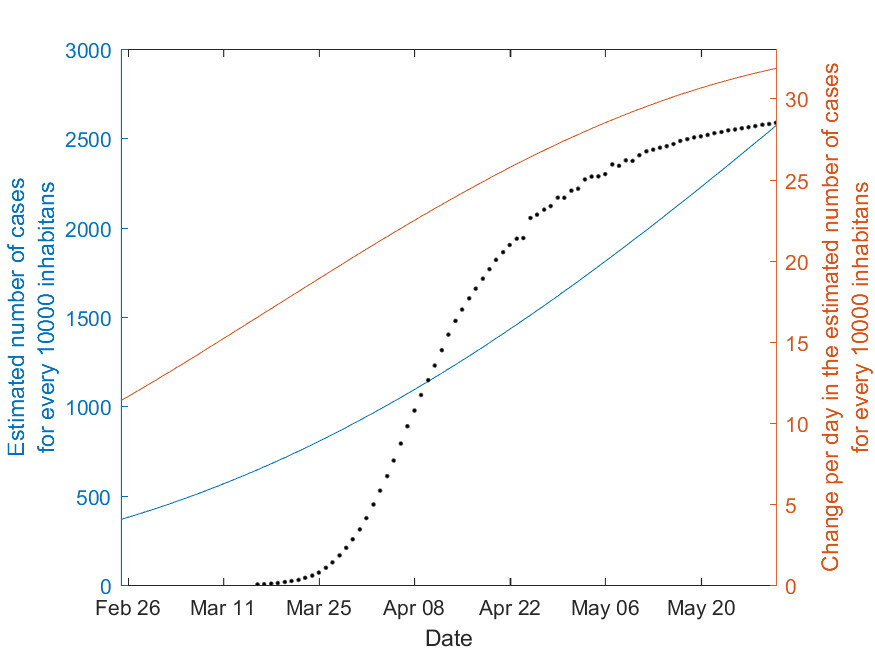 3000
2500
2000
1500
1000
500
0
Estimated number of cases
for every 10000 inhabitans
30
25
20
15
10
5
0
Change per day in the estimated number of cases
for every 10000 inhabitans
Feb 26 Mar 11 Mar 25 Apr 08 Apr 22 May 06 May 20
Date